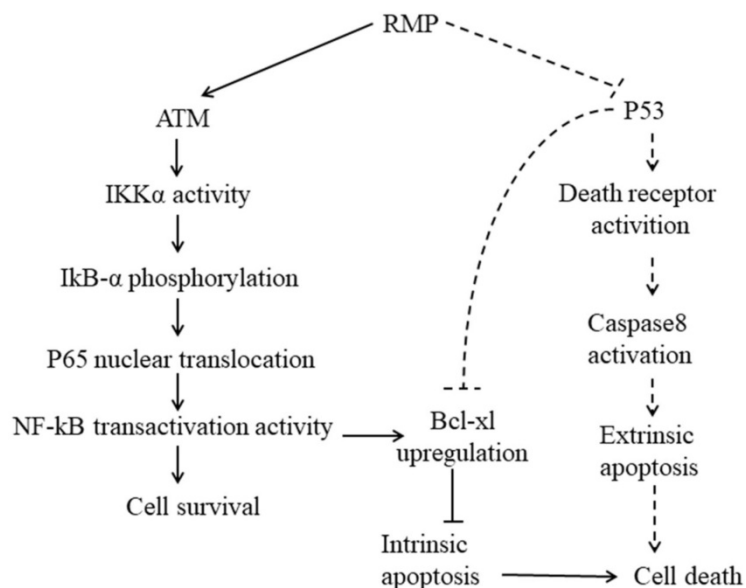 RMP
ATM
P53
IKKα activity
Death receptor
activition
IkB-α phosphorylation
Caspase8
activation
P65 nuclear translocation
NF-kB transactivation activity
Bcl-xl
upregulation
Extrinsic
apoptosis
Cell survival
Intrinsic
apoptosis
Cell death